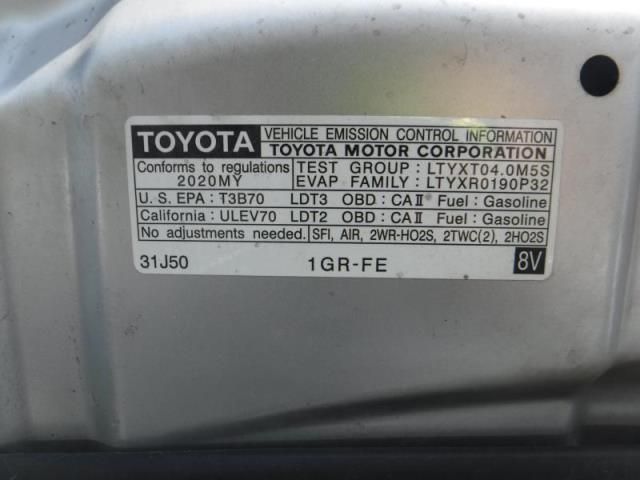 TOYOTA VEHICLE EMISSION CONTROL INFORMATION
TOYOTA MOTOR CORPORATION
Conforms to regulations TEST GROUP : LTYXT04.0M5S
2020MY EVAP FAMILY : LTYXR0190P32
U.S. EPA : T3B70 LDT3 OBD : CAⅡ Fuel : Gasoline
California : ULEV70 LDT2 OBD : CAⅡ Fuel : Gasoline
No adjustments needed. SFI, AIR, 2WR-HO2S, 2TWC(2), 2HO2S
31J50 1GR-FE 8V